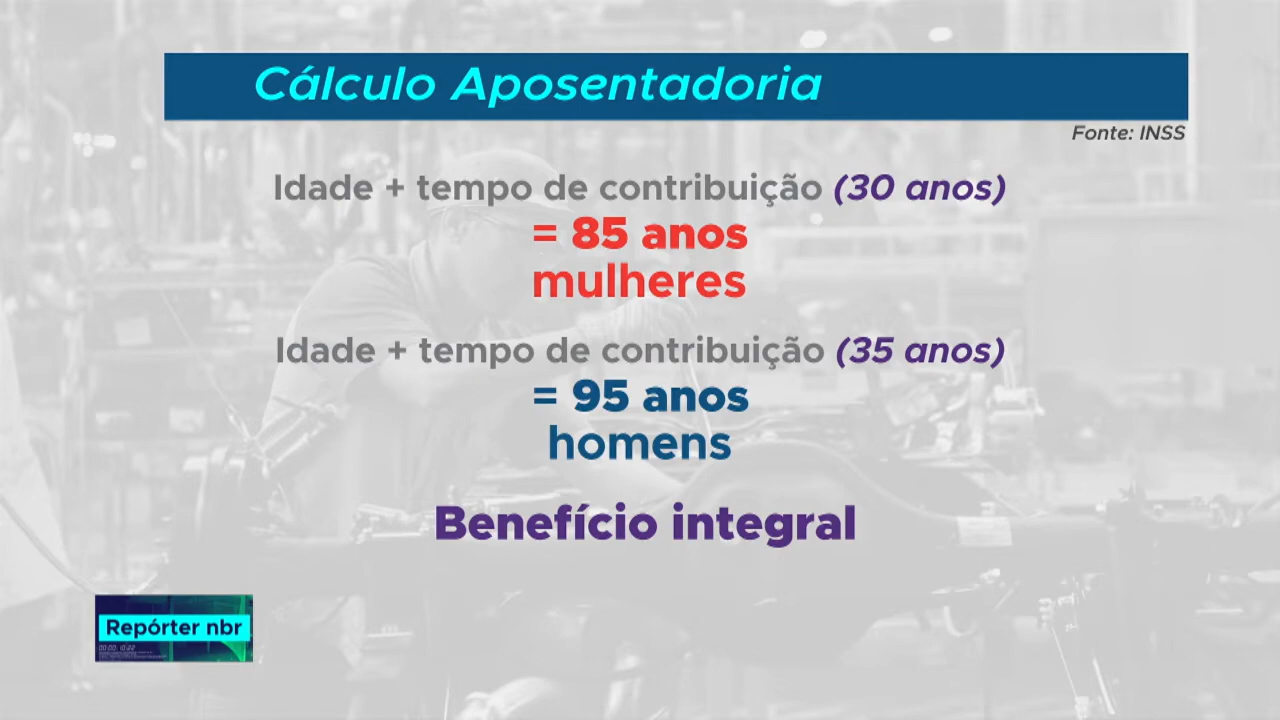 Cálculo Aposentadoria
Fonte: INSS
Idade + tempo de contribuição (30 anos)
= 85 anos
mulheres
Idade + tempo de contribuição (35 anos)
= 95 anos
homens
Benefício integral
Repórter nbr